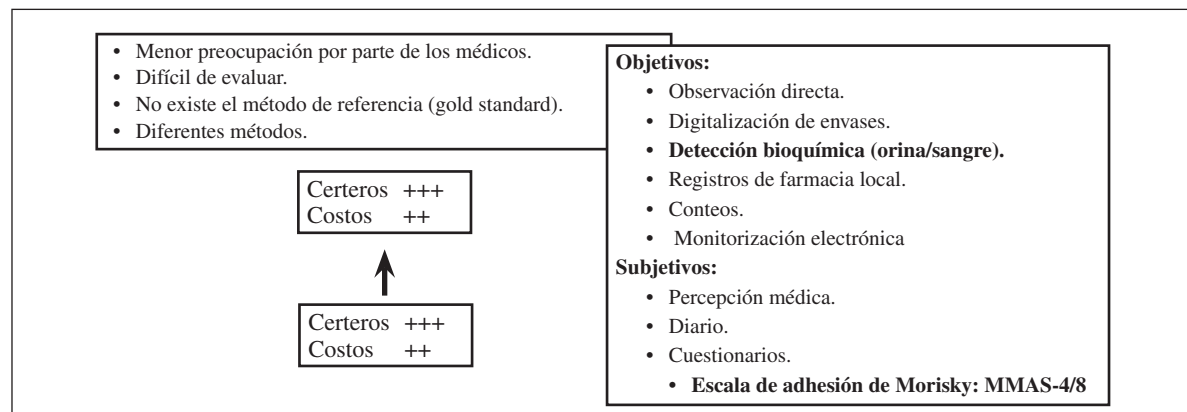 • Menor preocupación por parte de los médicos.
• Difícil de evaluar.
• No existe el método de referencia (gold standard).
• Diferentes métodos.
Certeros +++
Costos ++
Certeros +++
Costos ++
Objetivos:
• Observación directa.
• Digitalización de envases.
• Detección bioquímica (orina/sangre).
• Registros de farmacia local.
• Conteos.
• Monitorización electrónica
Subjetivos:
• Percepción médica.
• Diario.
• Cuestionarios.
• Escala de adhesión de Morisky: MMAS-4/8